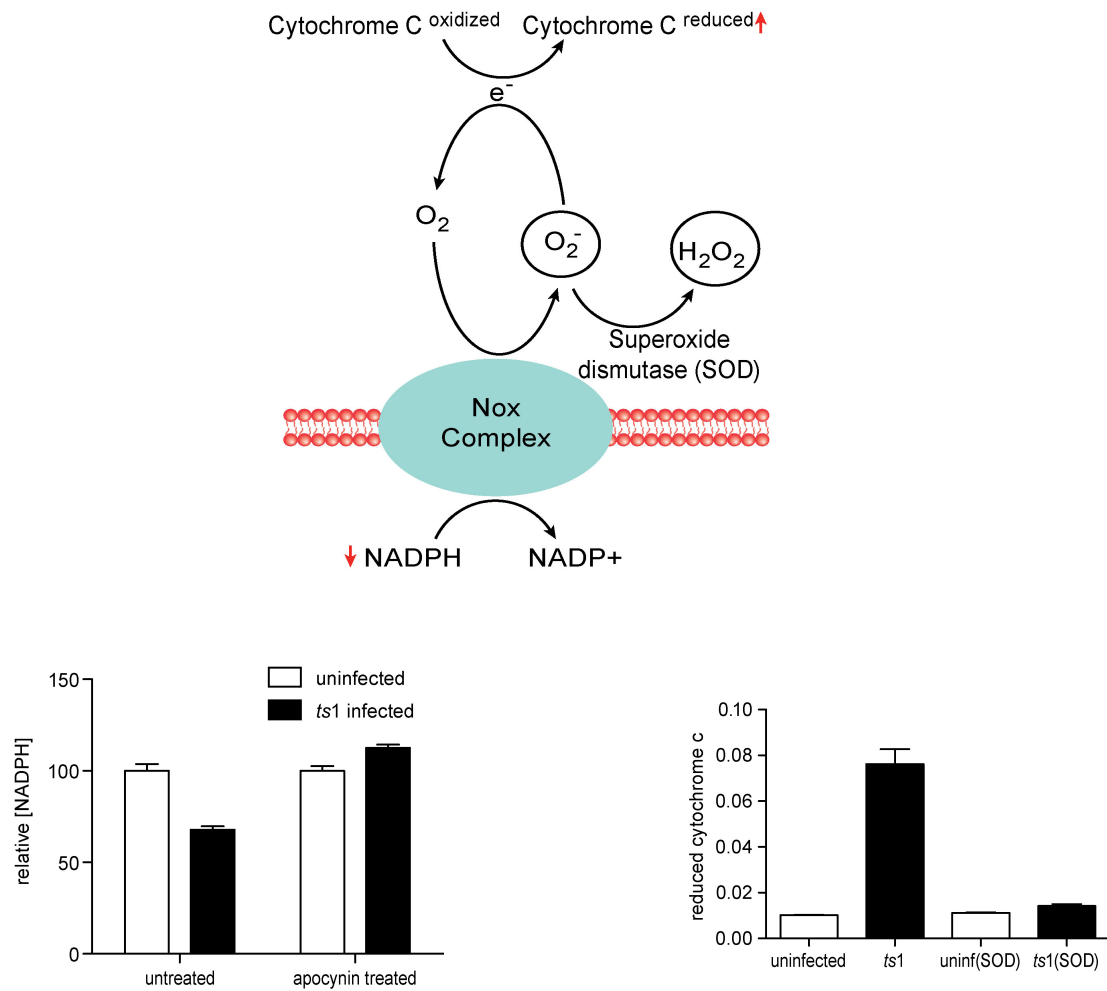 Cytochrome C oxidized Cytochrome C reduced
e-
O2
O2-
H2O2
Superoxide
dismutase (SOD)
Nox
Complex
NADPH NADP+
uninfected
ts1 infected
relative [NADPH]
150
100
50
0
untreated apocynin treated
reduced cytochrome c
0.10
0.08
0.06
0.04
0.02
0.00
uninfected ts1 uninf(SOD) ts1(SOD)